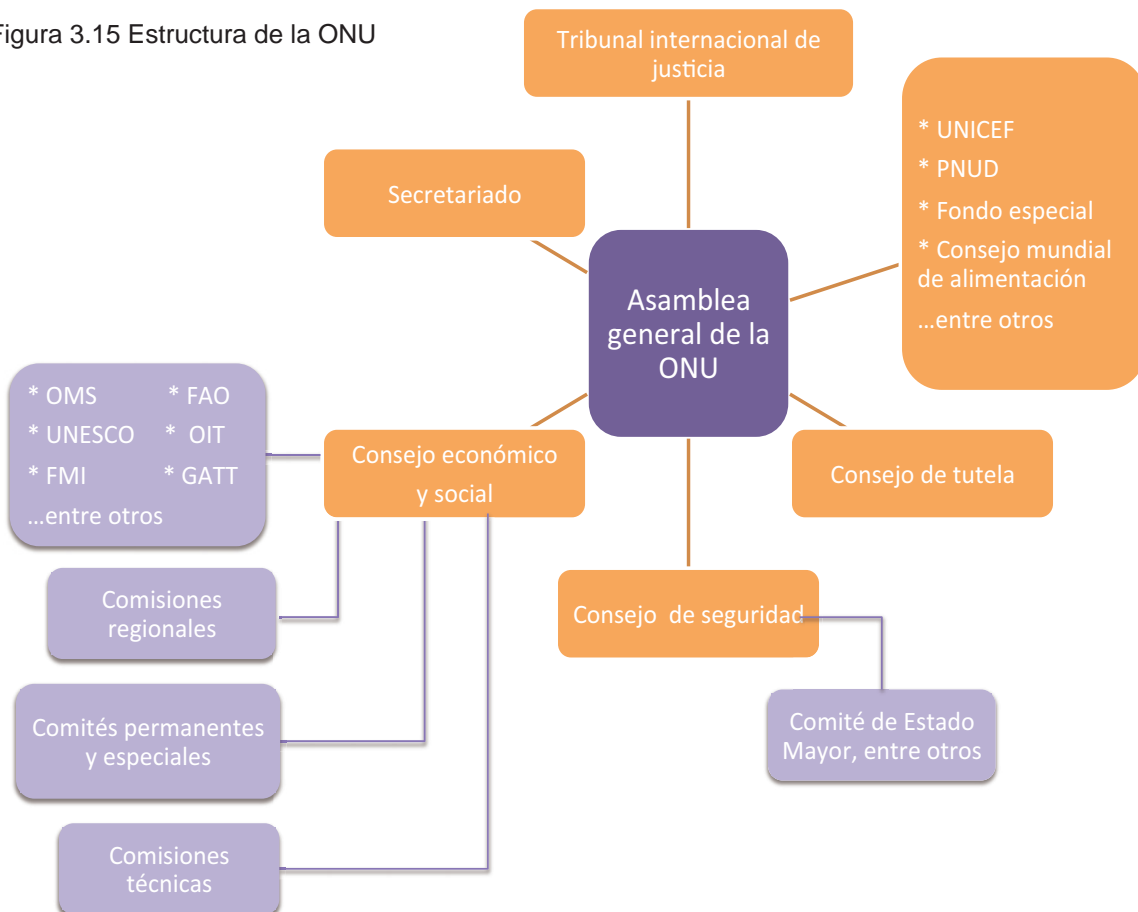 Figura 3.15 Estructura de la ONU
Tribunal internacional de
justicia
* UNICEF
* PNUD
* Fondo especial
* Consejo mundial
de alimentación
...entre otros
Secretariado
Asamblea
general de la
ONU
* OMS * FAO
* UNESCO * OIT
* FMI * GATT
...entre otros
Consejo económico
y social
Consejo de tutela
Comisiones
regionales
Consejo de seguridad
Comités permanentes
y especiales
Comité de Estado
Mayor, entre otros
Comisiones
técnicas